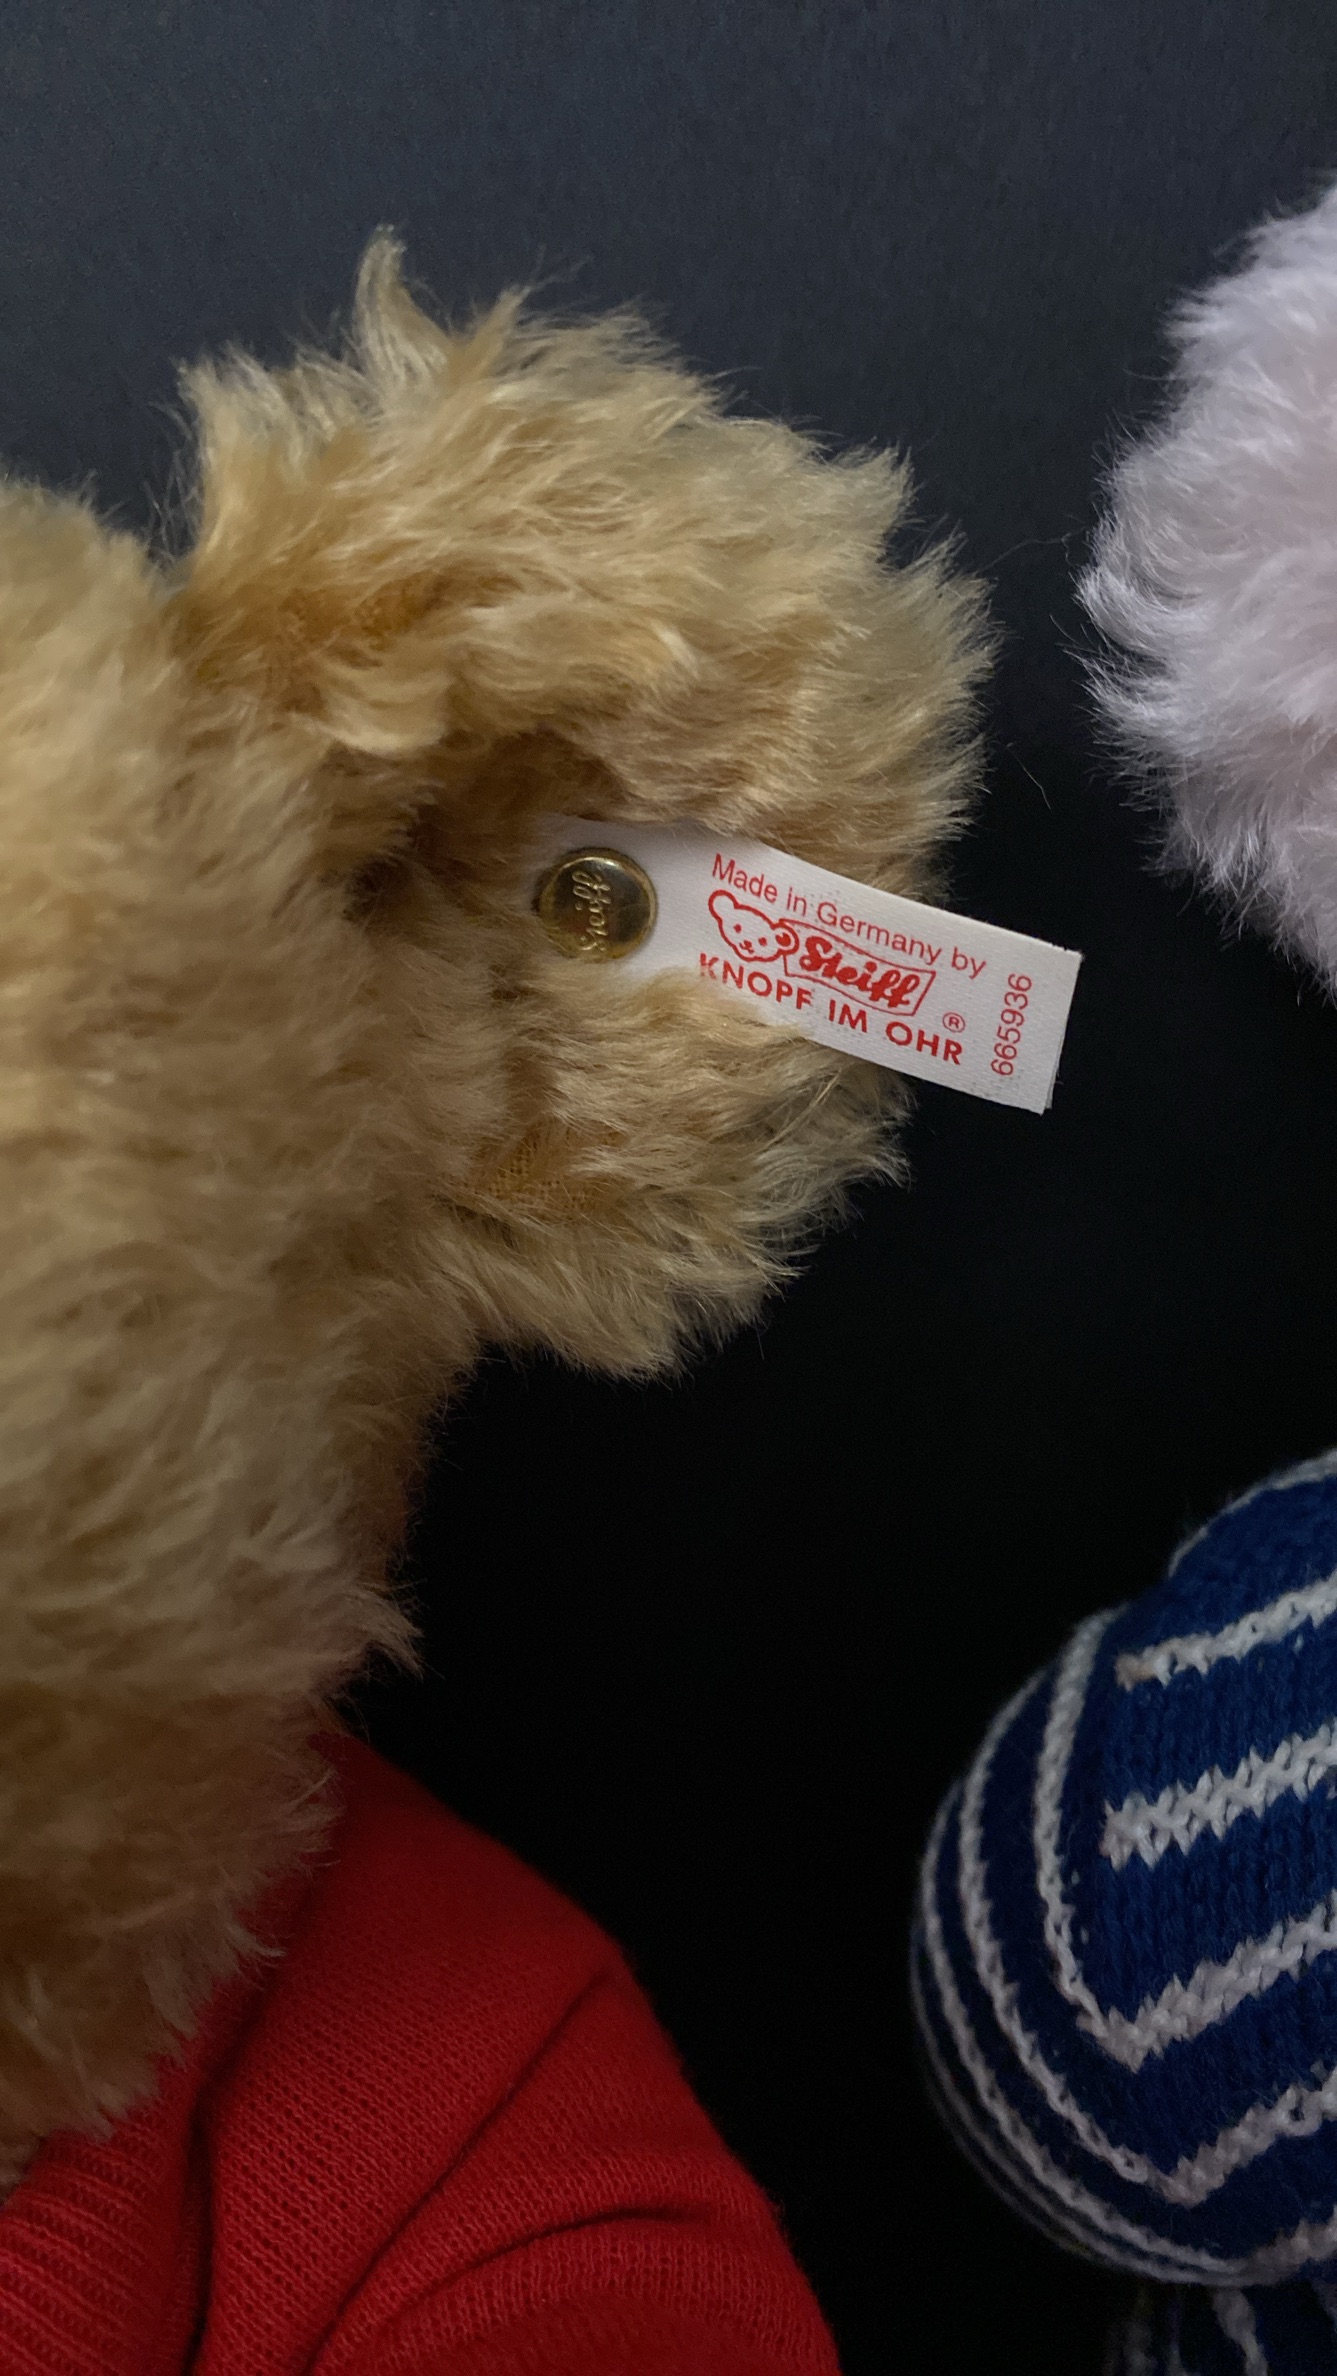 Steiff
Made in Germany by
Steiff
KNOPF IM OHR ®
665936